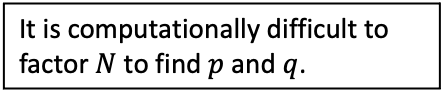 It is computationally difficult to
factor N to find p and q.